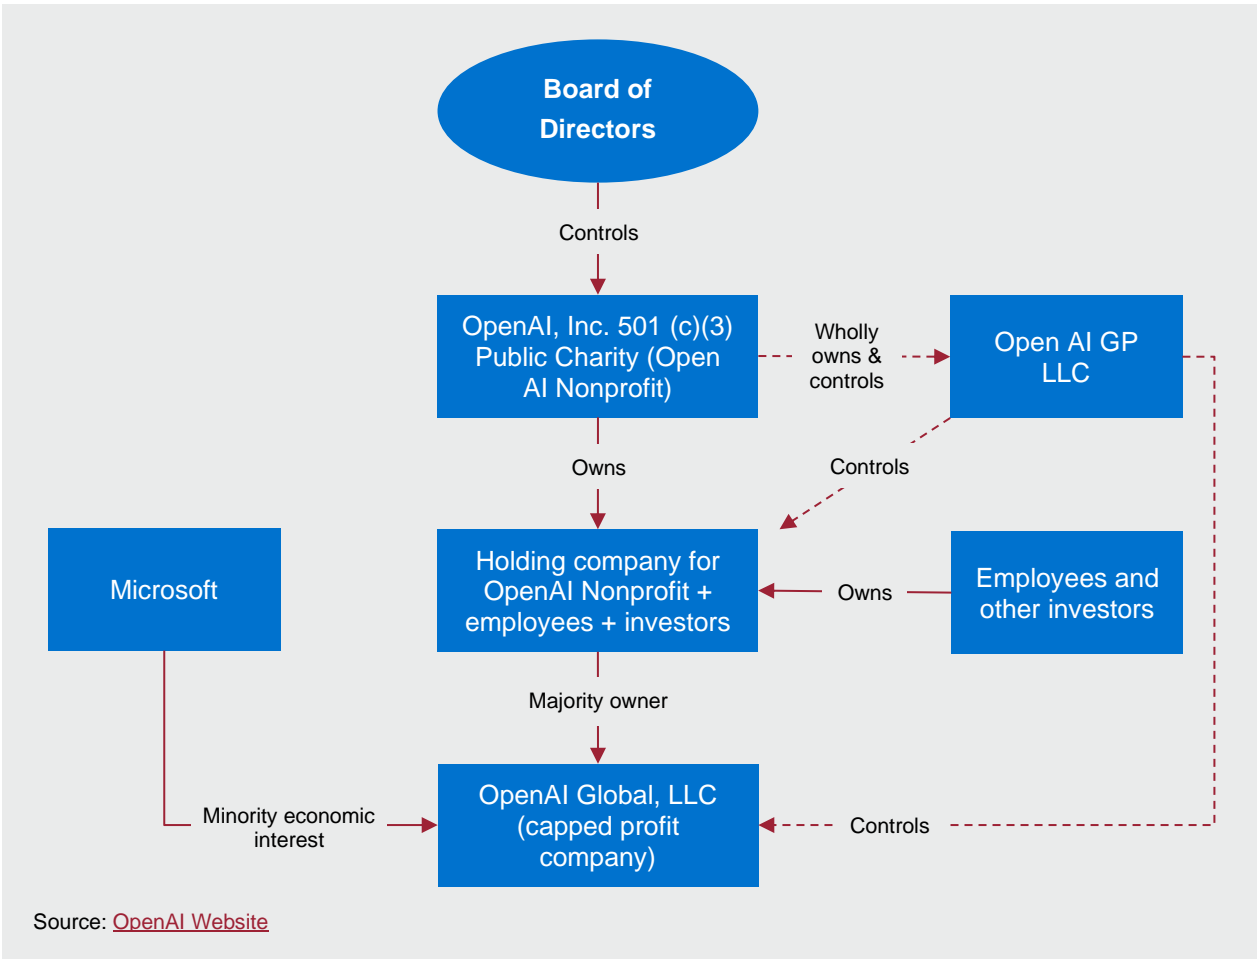 Board of
Directors
Controls
OpenAI, Inc. 501 (c)(3)
Public Charity (Open
AI Nonprofit)
Wholly
owns &
controls
Open AI GP
LLC
Owns
Controls
Microsoft
Holding company for
OpenAI Nonprofit +
employees + investors
Owns
Employees and
other investors
Majority owner
Minority economic
interest
OpenAI Global, LLC
(capped profit
company)
Controls
Source: OpenAI Website